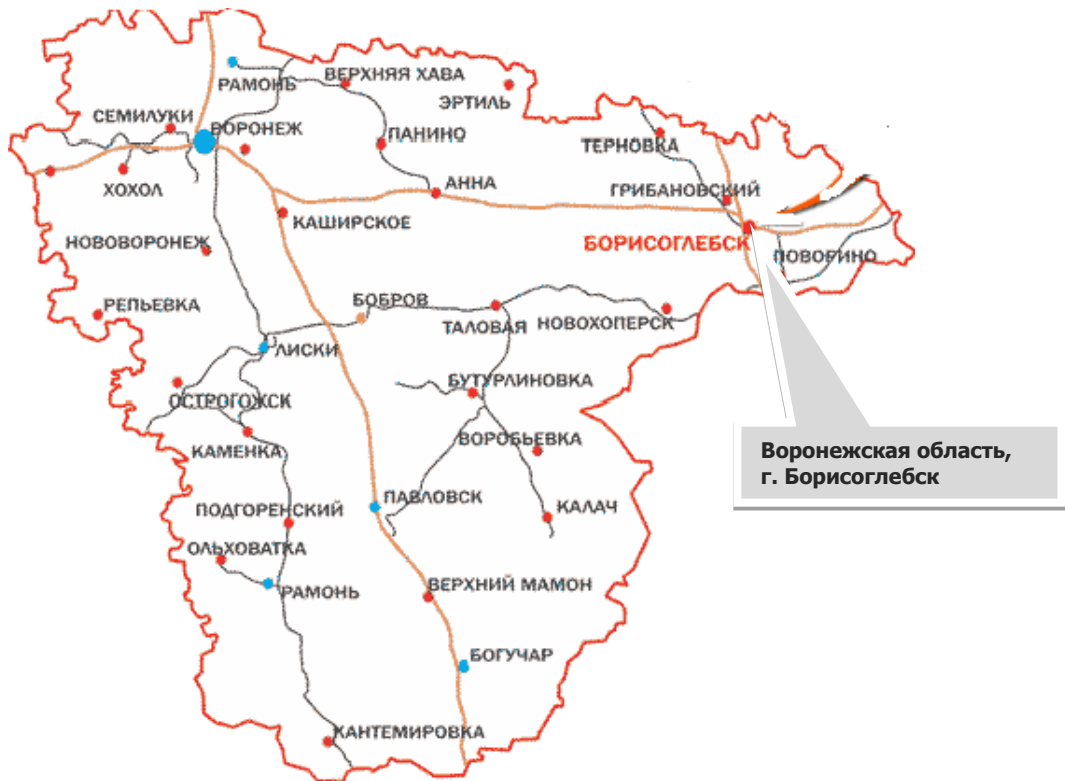 РАМОНЬ
ВЕРХНЯЯ ХАВА
ЭРТИЛЬ
СЕМИЛУКИ
ВОРОНЕЖ
ПАНИНО
ТЕРНОВКА
ХОХОЛ
АННА
ГРИБАНОВСКИЙ
КАШИРСКОЕ
НОВОВОРОНЕЖ
БОРИСОГЛЕБСК
ПОВОРИНО
РЕПЬЕВКА
БОБРОВ
ТАЛОВАЯ
НОВОХОПЕРСК
ЛИСКИ
БУТУРЛИНОВКА
ОСТРОГОЖСК
КАМЕНКА
ВОРОБЬЕВКА
Воронежская область,
г. Борисоглебск
ПАВЛОВСК
КАЛАЧ
ПОДГОРЕНСКИЙ
ОЛЬХОВАТКА
РАМОНЬ
ВЕРХНИЙ МАМОН
БОГУЧАР
КАНТЕМИРОВКА